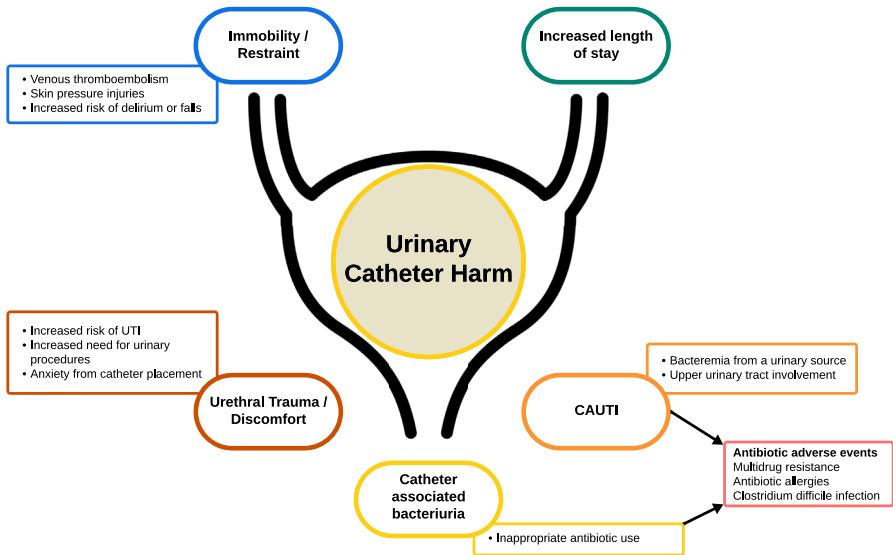 Immobility /
Restraint
Increased length
of stay
• Venous thromboembolism
• Skin pressure injuries
• Increased risk of delirium or falls
Urinary
Catheter Harm
• Increased risk of UTI
• Increased need for urinary
procedures
• Anxiety from catheter placement
Urethral Trauma /
Discomfort
• Bacteremia from a urinary source
• Upper urinary tract involvement
CAUTI
Antibiotic adverse events
Multidrug resistance
Antibiotic allergies
Clostridium difficile infection
Catheter
associated
bacteriuria
• Inappropriate antibiotic use